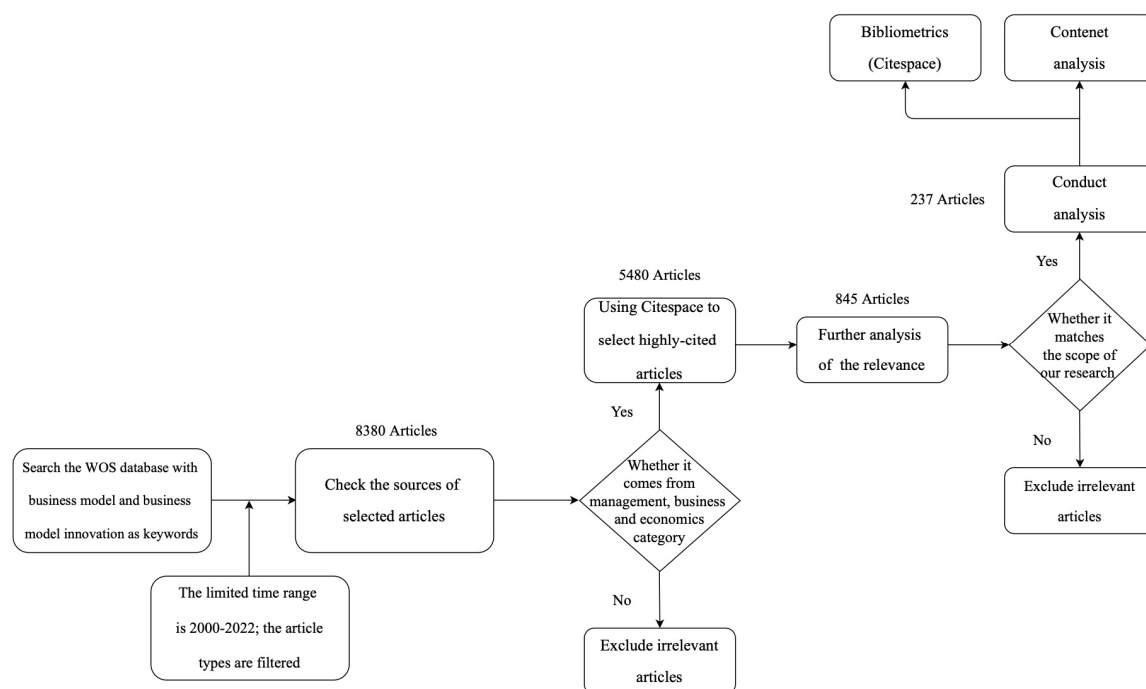 Search the WOS database with
business model and business
model innovation as keywords
The limited time range
is 2000-2022; the article
types are filtered
8380 Articles
Check the sources of
selected articles
Whether it
comes from
management, business
and economics
category
Yes
No
Exclude irrelevant
articles
5480 Articles
Using Citespace to
select highly-cited
articles
845 Articles
Further analysis
of the relevance
Whether it
matches
the scope of
our research
Yes
No
Exclude irrelevant
articles
237 Articles
Conduct
analysis
Bibliometrics
(Citespace)
Contenet
analysis